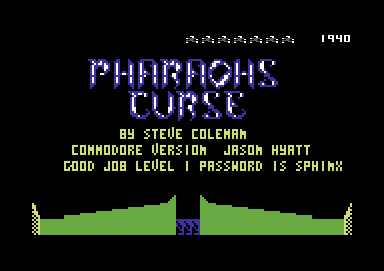 1940
PHARAOHS
CURSE
BY STEVE COLEMAN
COMMODORE VERSION JASON HYATT
GOOD JOB LEVEL 1 PASSWORD IS SPHINX